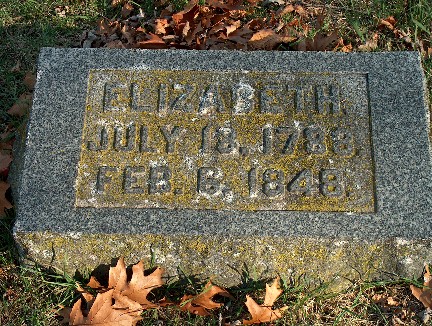 ELIZABETH.
JULY 18, 1788.
FEB. 6, 1848.